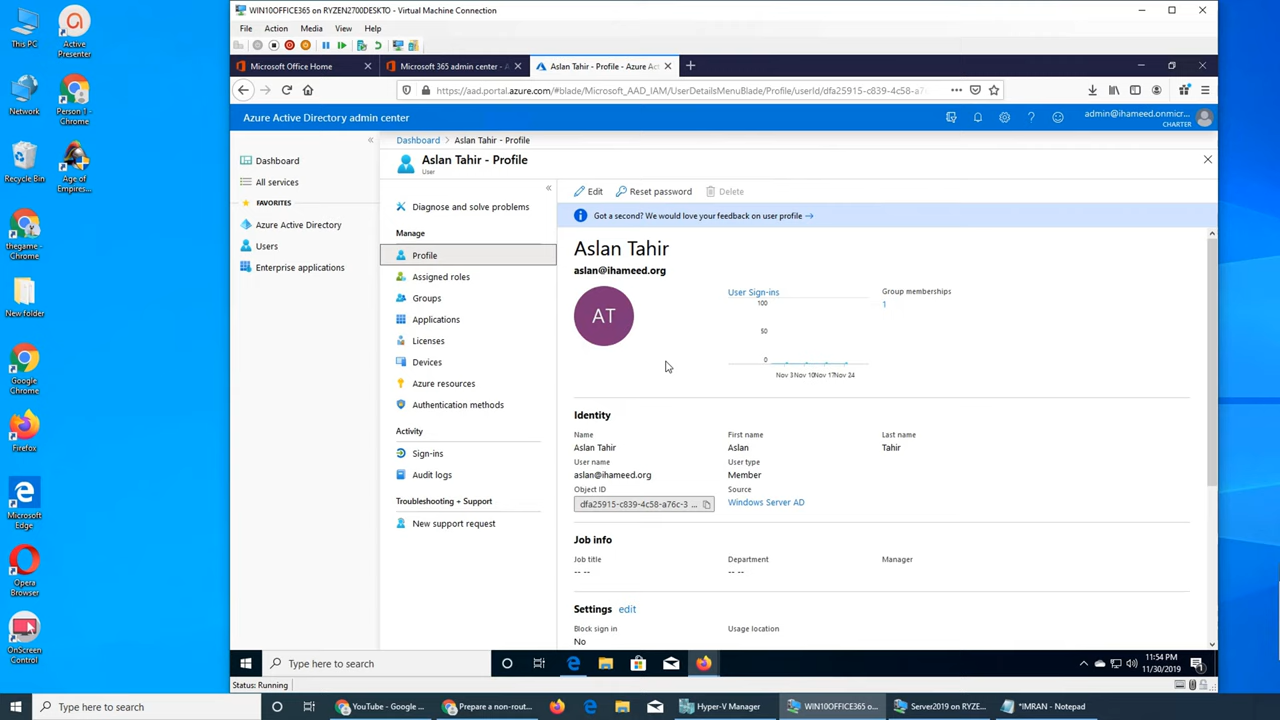 WIN10OFFICE365 on RYZEN2700DESKTO - Virtual Machine Connection
File Action Media View Help
Microsoft Office Home
Microsoft 365 admin center -
Aslan Tahir - Profile - Azure Act
https://aad.portal.azure.com/#blade/Microsoft_AAD_IAM/UserDetailsMenuBlade/Profile/userId/dfa25915-c839-4c58-a76c-
Azure Active Directory admin center
admin@ihameed.onmicr...
CHARTER
Dashboard
All services
FAVORITES
Azure Active Directory
Users
Enterprise applications
Dashboard > Aslan Tahir - Profile
Aslan Tahir - Profile
User
Diagnose and solve problems
Manage
Profile
Assigned roles
Groups
Applications
Licenses
Devices
Azure resources
Authentication methods
Activity
Sign-ins
Audit logs
Troubleshooting + Support
New support request
Edit Reset password Delete
Got a second? We would love your feedback on user profile →
Aslan Tahir
aslan@ihameed.org
AT
User Sign-ins
100
50
0
Nov 3 Nov 10 Nov 17 Nov 24
Group memberships
1
Identity
Name First name Last name
Aslan Tahir Aslan Tahir
User name User type
aslan@ihameed.org Member
Object ID Source
dfa25915-c839-4c58-a76c-3 ... Windows Server AD
Job info
Job title Department Manager
-- -- -- --
Settings edit
Block sign in Usage location
No
Type here to search
11:54 PM
11/30/2019
Status: Running
This PC
Active Presenter
Network
Person 1 - Chrome
Recycle Bin
Age of Empires...
thegame - Chrome
New folder
Google Chrome
Firefox
Microsoft Edge
Opera Browser
OnScreen Control
Type here to search
YouTube - Google ...
Prepare a non-rout...
Hyper-V Manager
WIN10OFFICE365 o...
Server2019 on RYZE...
*IMRAN - Notepad